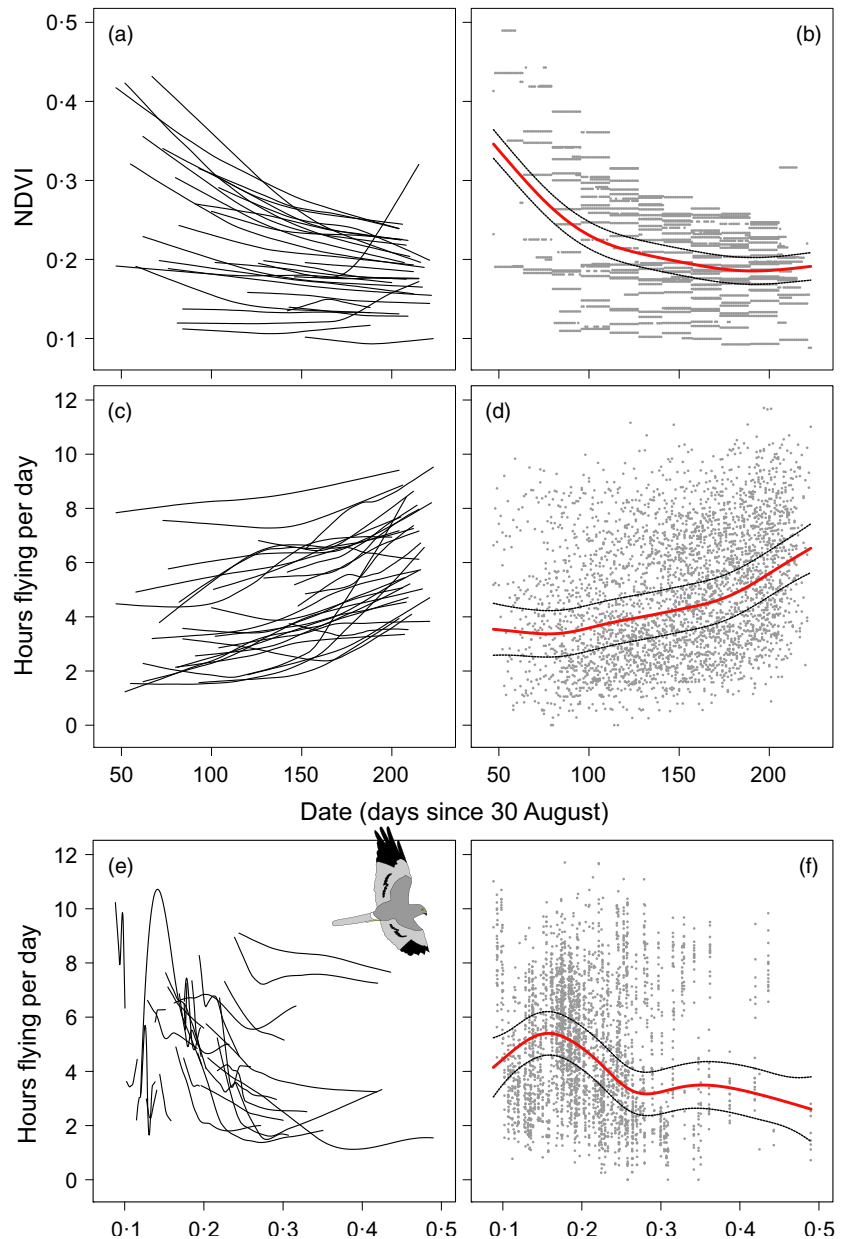 (a) (b)
0·5
0·4
0·3
0·2
0·1
NDVI
(c) (d)
12
10
8
6
4
2
0
Hours flying per day
50 100 150 200 50 100 150 200
Date (days since 30 August)
(e) (f)
12
10
8
6
4
2
0
Hours flying per day
0·1 0·2 0·3 0·4 0·5 0·1 0·2 0·3 0·4 0·5